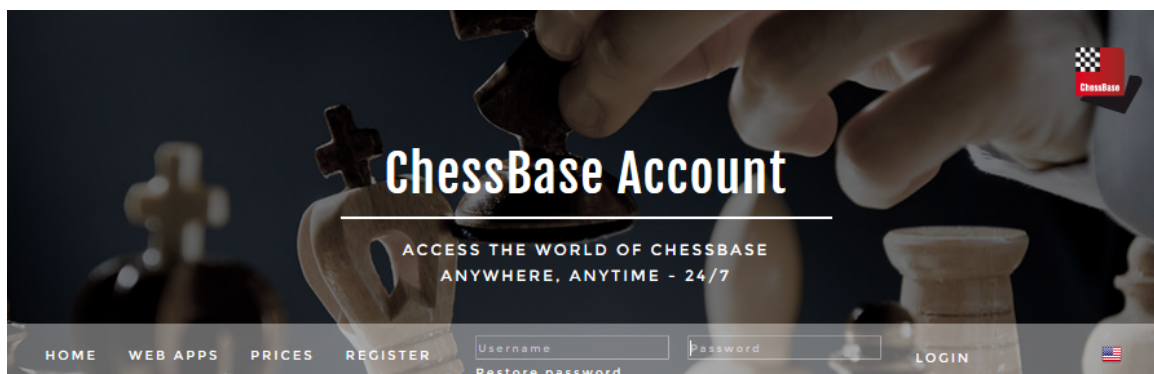 ChessBase
ChessBase Account
ACCESS THE WORLD OF CHESSBASE
ANYWHERE, ANYTIME - 24/7
HOME WEB APPS PRICES REGISTER Username Password LOGIN
Restore password